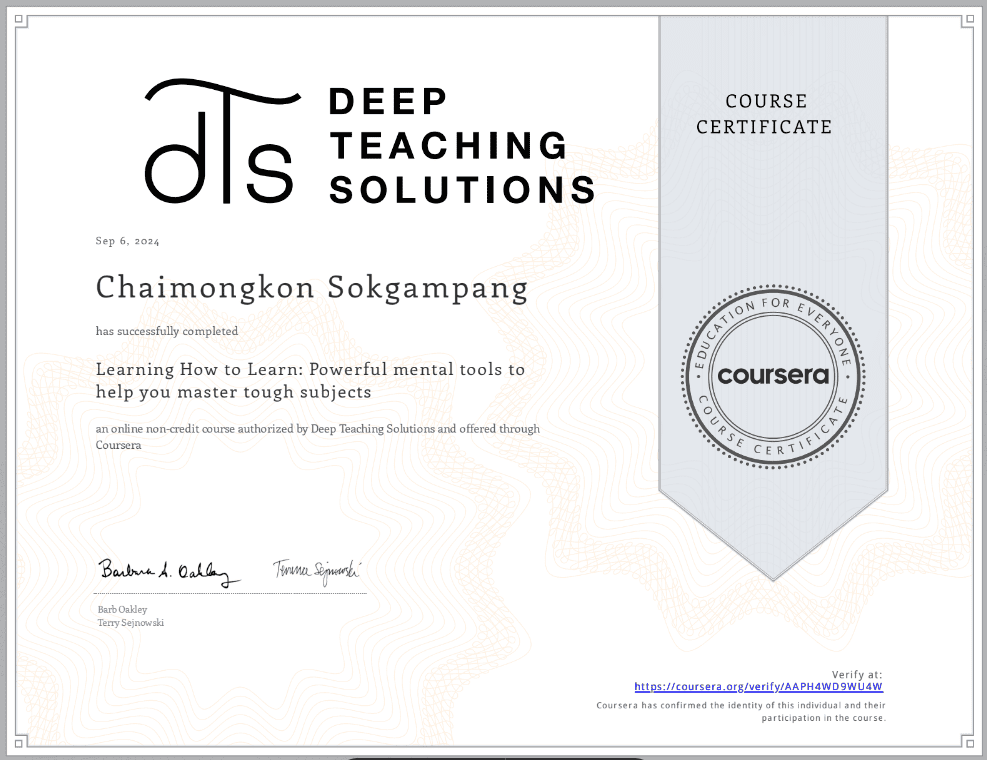 dTs
DEEP
TEACHING
SOLUTIONS
COURSE
CERTIFICATE
Sep 6, 2024
Chaimongkon Sokgampang
has successfully completed
Learning How to Learn: Powerful mental tools to
help you master tough subjects
an online non-credit course authorized by Deep Teaching Solutions and offered through
Coursera
EDUCATION FOR EVERYONE
coursera
COURSE CERTIFICATE
Barbara A. Oakley
Terrence Sejnowski
Barb Oakley
Terry Sejnowski
Verify at:
https://coursera.org/verify/AAPH4WD9WU4W
Coursera has confirmed the identity of this individual and their
participation in the course.